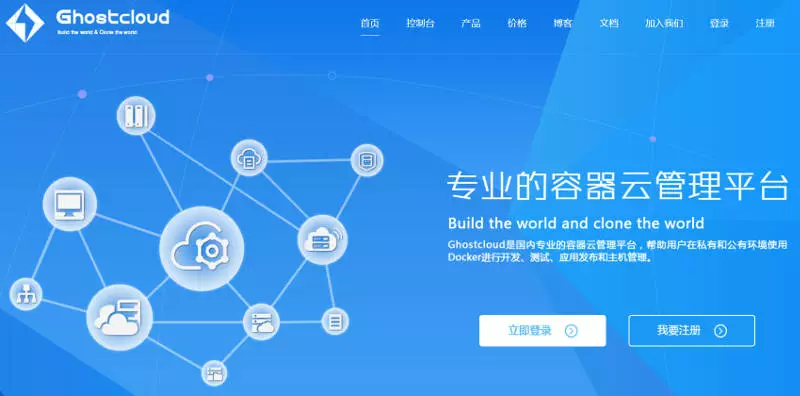 Ghostcloud
Build the world & Clone the world
首页 控制台 产品 价格 博客 文档 加入我们 登录 注册
专业的容器云管理平台
Build the world and clone the world
Ghostcloud是国内专业的容器云管理平台，帮助用户在私有和公有环境使用
Docker进行开发、测试、应用发布和主机管理。
立即登录 我要注册